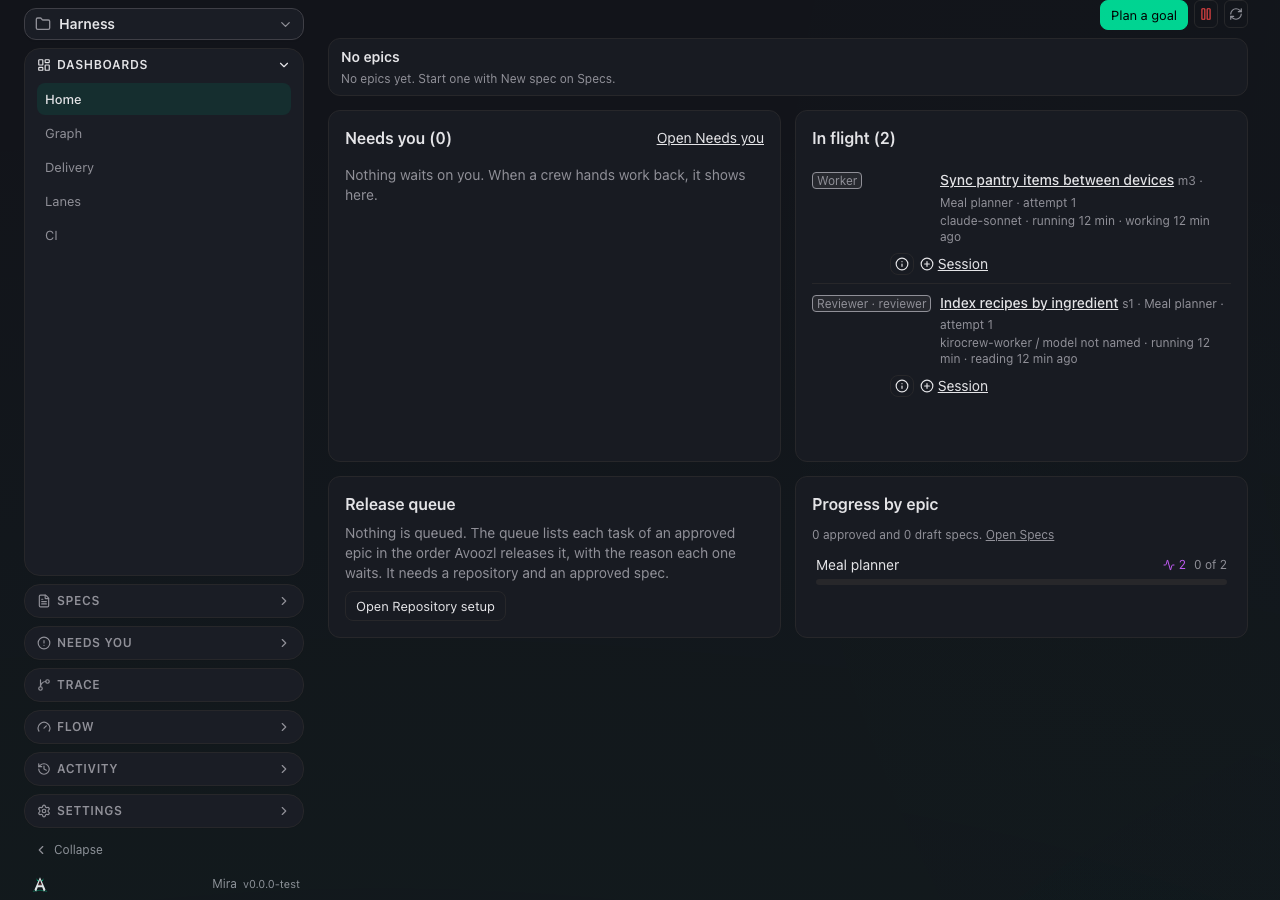 Harness
DASHBOARDS
Home
Graph
Delivery
Lanes
CI
SPECS
NEEDS YOU
TRACE
FLOW
ACTIVITY
SETTINGS
Collapse
Mira v0.0.0-test
Plan a goal
No epics
No epics yet. Start one with New spec on Specs.
Needs you (0)
Open Needs you
Nothing waits on you. When a crew hands work back, it shows
here.
In flight (2)
Worker
Sync pantry items between devices m3 ·
Meal planner · attempt 1
claude-sonnet · running 12 min · working 12 min
ago
Session
Reviewer · reviewer
Index recipes by ingredient s1 · Meal planner ·
attempt 1
kirocrew-worker / model not named · running 12
min · reading 12 min ago
Session
Release queue
Nothing is queued. The queue lists each task of an approved
epic in the order Avoozl releases it, with the reason each one
waits. It needs a repository and an approved spec.
Open Repository setup
Progress by epic
0 approved and 0 draft specs. Open Specs
Meal planner
2 0 of 2